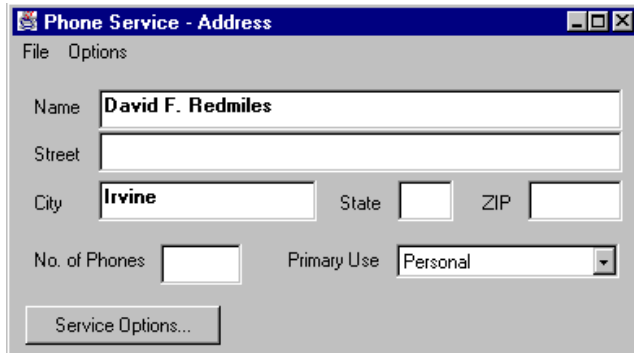 Phone Service - Address
File Options
Name David F. Redmiles
Street
City Irvine State ZIP
No. of Phones Primary Use Personal
Service Options...